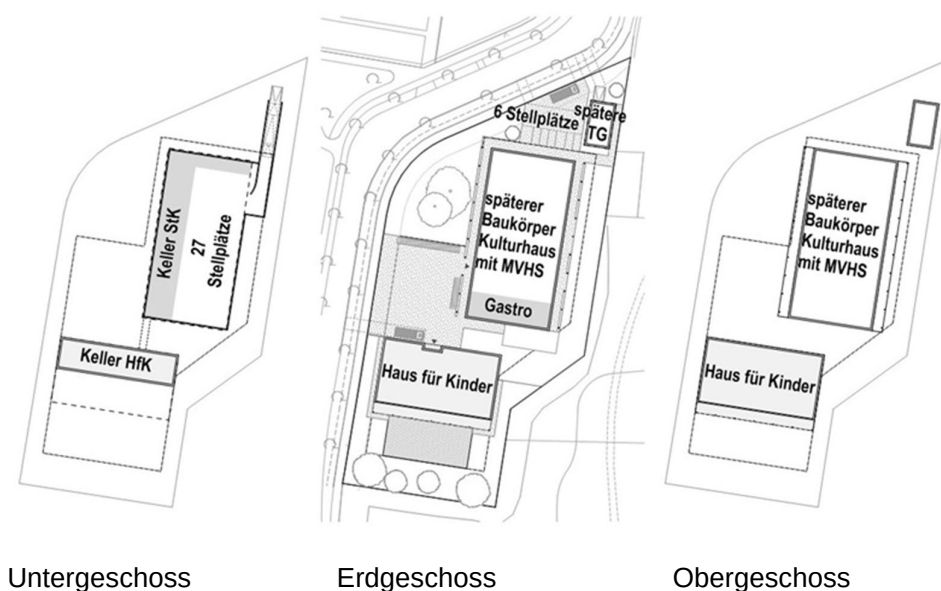 Keller StK
27
Stellplätze
Keller HfK
6 Stellplätze
spätere
TG
späterer
Baukörper
Kulturhaus
mit MVHS
Gastro
Haus für Kinder
späterer
Baukörper
Kulturhaus
mit MVHS
Haus für Kinder
Untergeschoss
Erdgeschoss
Obergeschoss